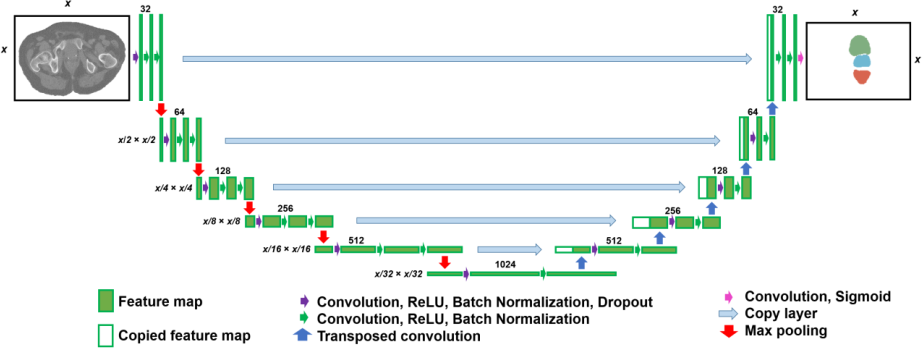 x
32
x
x/2 × x/2
64
x/4 × x/4
128
x/8 × x/8
256
x/16 × x/16
512
x/32 × x/32
1024
512
256
128
64
32
x
x
Feature map
Copied feature map
Convolution, ReLU, Batch Normalization, Dropout
Convolution, ReLU, Batch Normalization
Transposed convolution
Convolution, Sigmoid
Copy layer
Max pooling